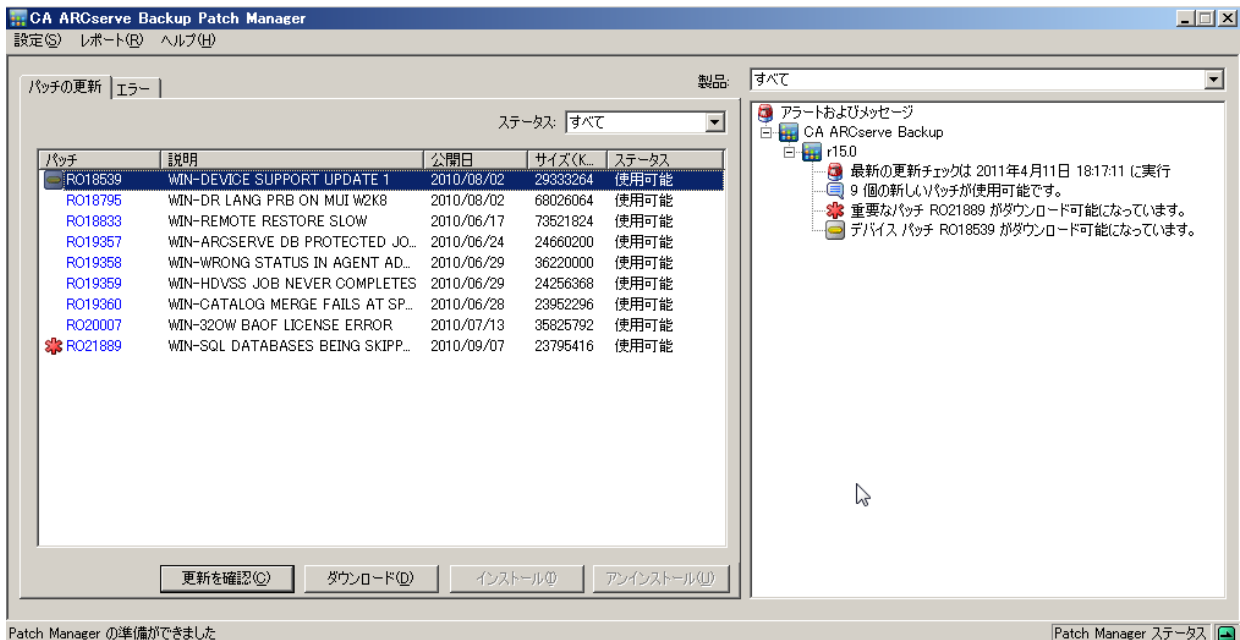 CA ARCserve Backup Patch Manager
設定(S) レポート(R) ヘルプ(H)
パッチの更新 エラー
製品: すべて
ステータス: すべて
パッチ 説明 公開日 サイズ(K... ステータス
RO18539 WIN-DEVICE SUPPORT UPDATE 1 2010/08/02 29333264 使用可能
RO18795 WIN-DR LANG PRB ON MUI W2K8 2010/08/02 68026064 使用可能
RO18833 WIN-REMOTE RESTORE SLOW 2010/06/17 73521824 使用可能
RO19357 WIN-ARCSERVE DB PROTECTED JO... 2010/06/24 24660200 使用可能
RO19358 WIN-WRONG STATUS IN AGENT AD... 2010/06/29 36220000 使用可能
RO19359 WIN-HDVSS JOB NEVER COMPLETES 2010/06/29 24256368 使用可能
RO19360 WIN-CATALOG MERGE FAILS AT SP... 2010/06/28 23952296 使用可能
RO20007 WIN-32OW BAOF LICENSE ERROR 2010/07/13 35825792 使用可能
RO21889 WIN-SQL DATABASES BEING SKIPP... 2010/09/07 23795416 使用可能
更新を確認(C) ダウンロード(D) インストール(I) アンインストール(U)
アラートおよびメッセージ
CA ARCserve Backup
r15.0
最新の更新チェックは 2011年4月11日 18:17:11 に実行
9 個の新しいパッチが使用可能です。
重要なパッチ RO21889 がダウンロード可能になっています。
デバイス パッチ RO18539 がダウンロード可能になっています。
Patch Manager の準備ができました
Patch Manager ステータス